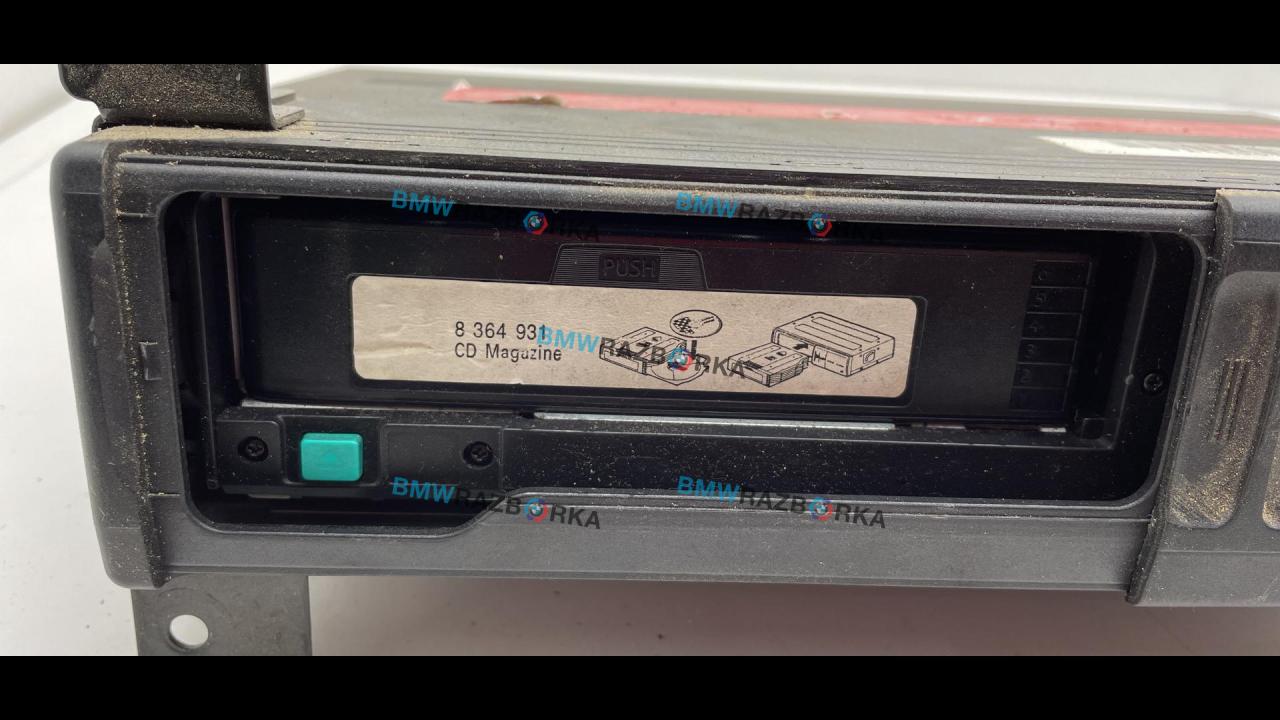 BMWRAZBORKA
BMWRAZBORKA
PUSH
6
5
4
3
2
1
8 364 931
CD Magazine
BMWRAZBORKA
BMWRAZBORKA
BMWRAZBORKA